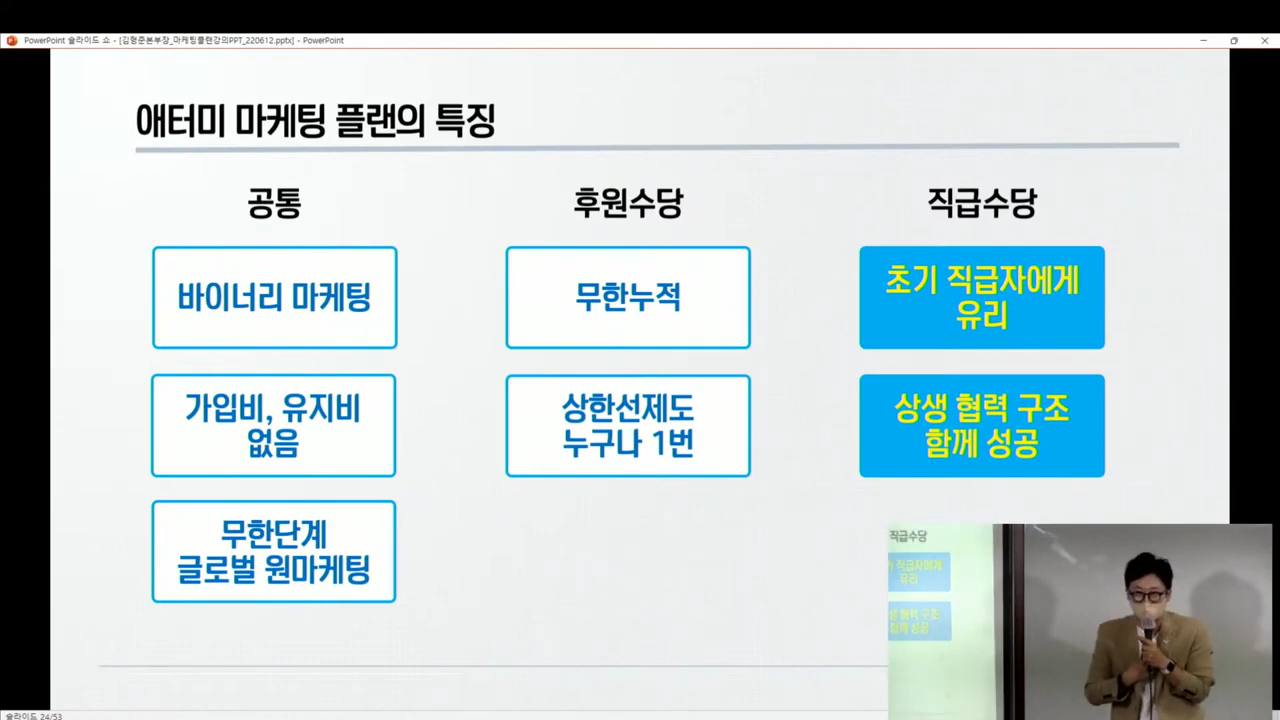 PowerPoint 슬라이드 쇼 - [김형준본부장_마케팅플랜강의PPT_220612.pptx] - PowerPoint
애터미 마케팅 플랜의 특징
공통
후원수당
직급수당
바이너리 마케팅
무한누적
초기 직급자에게
유리
가입비, 유지비
없음
상한선제도
누구나 1번
상생 협력 구조
함께 성공
무한단계
글로벌 원마케팅
직급수당
직급자에게
유리
생 협력 구조
함께 성공
슬라이드 24/53